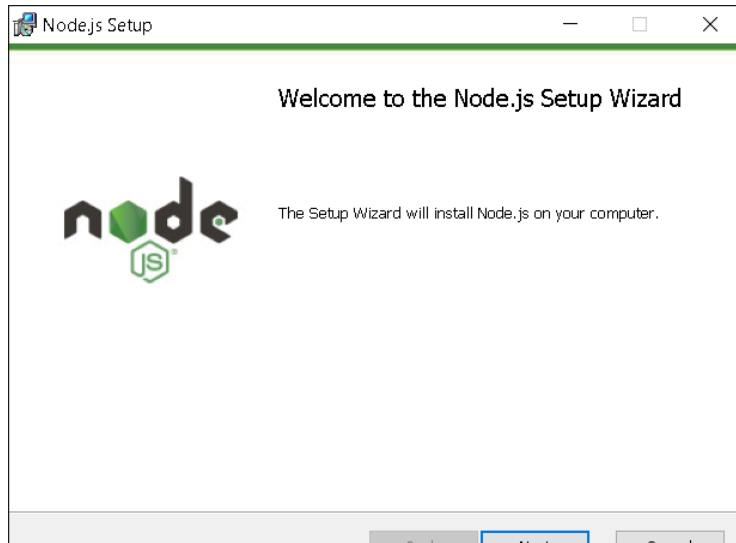 Node.js Setup
Welcome to the Node.js Setup Wizard
node
The Setup Wizard will install Node.js on your computer.
JS